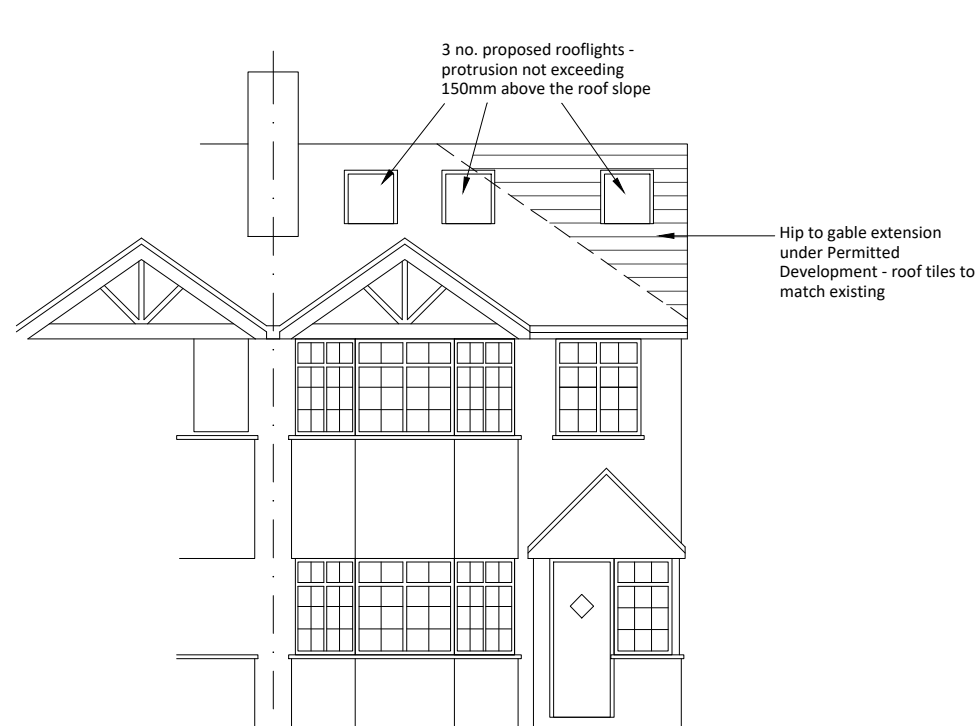 3 no. proposed rooflights -
protrusion not exceeding
150mm above the roof slope
Hip to gable extension
under Permitted
Development - roof tiles to
match existing